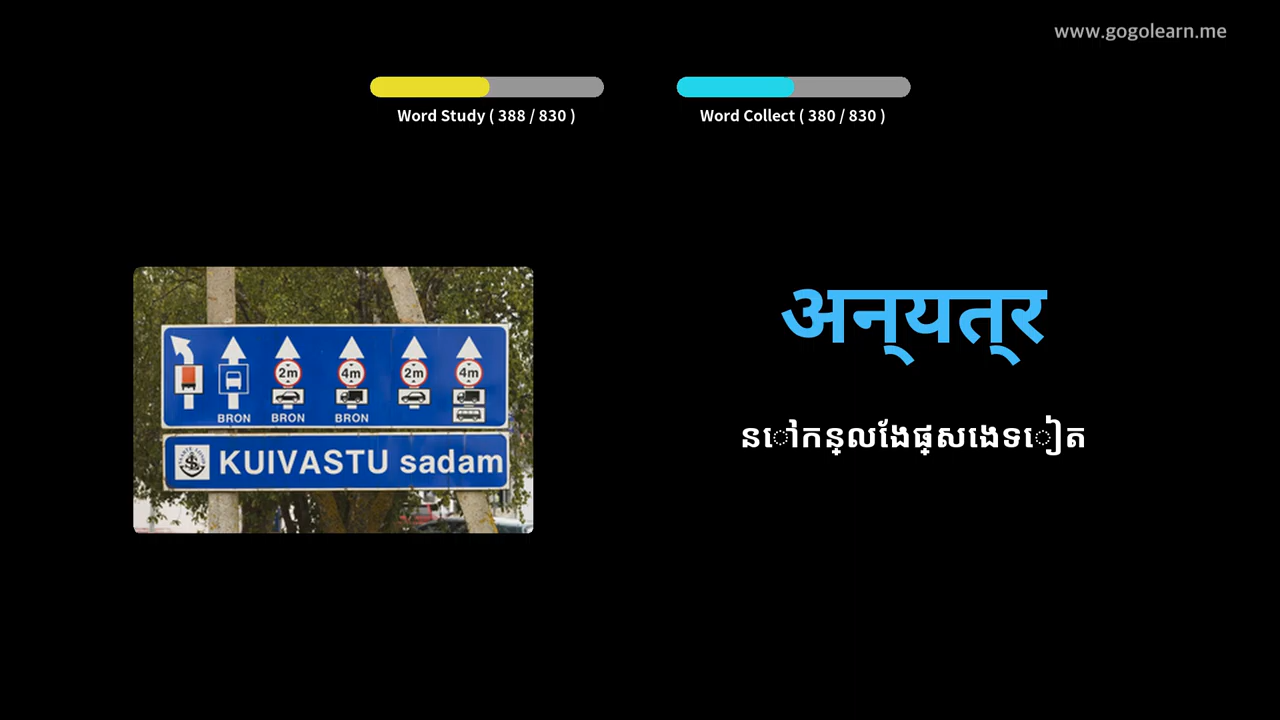 www.gogolearn.me
Word Study ( 388 / 830 )
Word Collect ( 380 / 830 )
2m 4m 2m 4m
BRON BRON BRON
KUIVASTU sadam
अन्यत्र
នៅកន្លែងផ្សេងទៀត